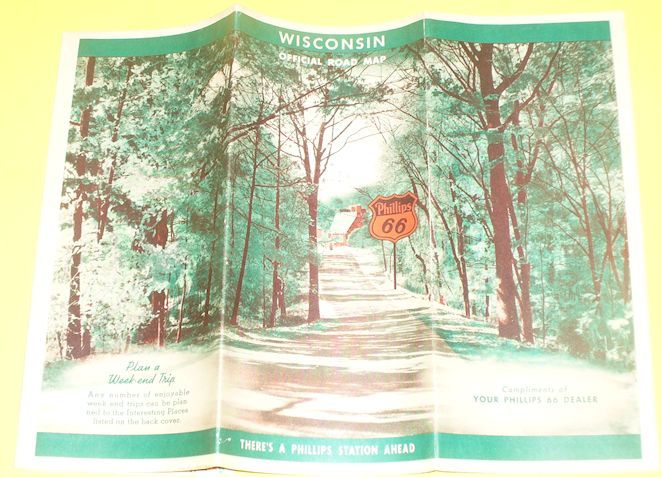 WISCONSIN
OFFICIAL ROAD MAP
Phillips
66
Plan a
Week-end Trip
Any number of enjoyable
week-end trips can be plan
ned to the Interesting Places
listed on the back cover.
Compliments of
YOUR PHILLIPS 66 DEALER
THERE'S A PHILLIPS STATION AHEAD